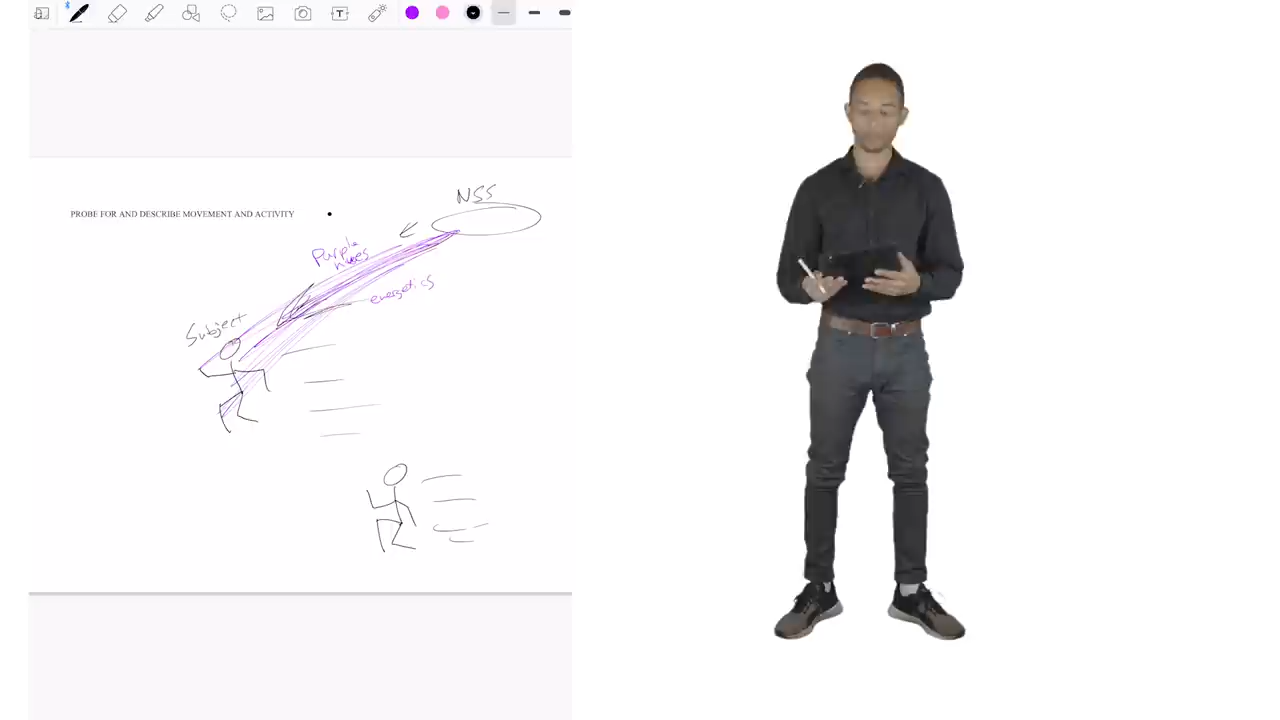 PROBE FOR AND DESCRIBE MOVEMENT AND ACTIVITY
NSS
Purple
hues
energetics
Subject
T